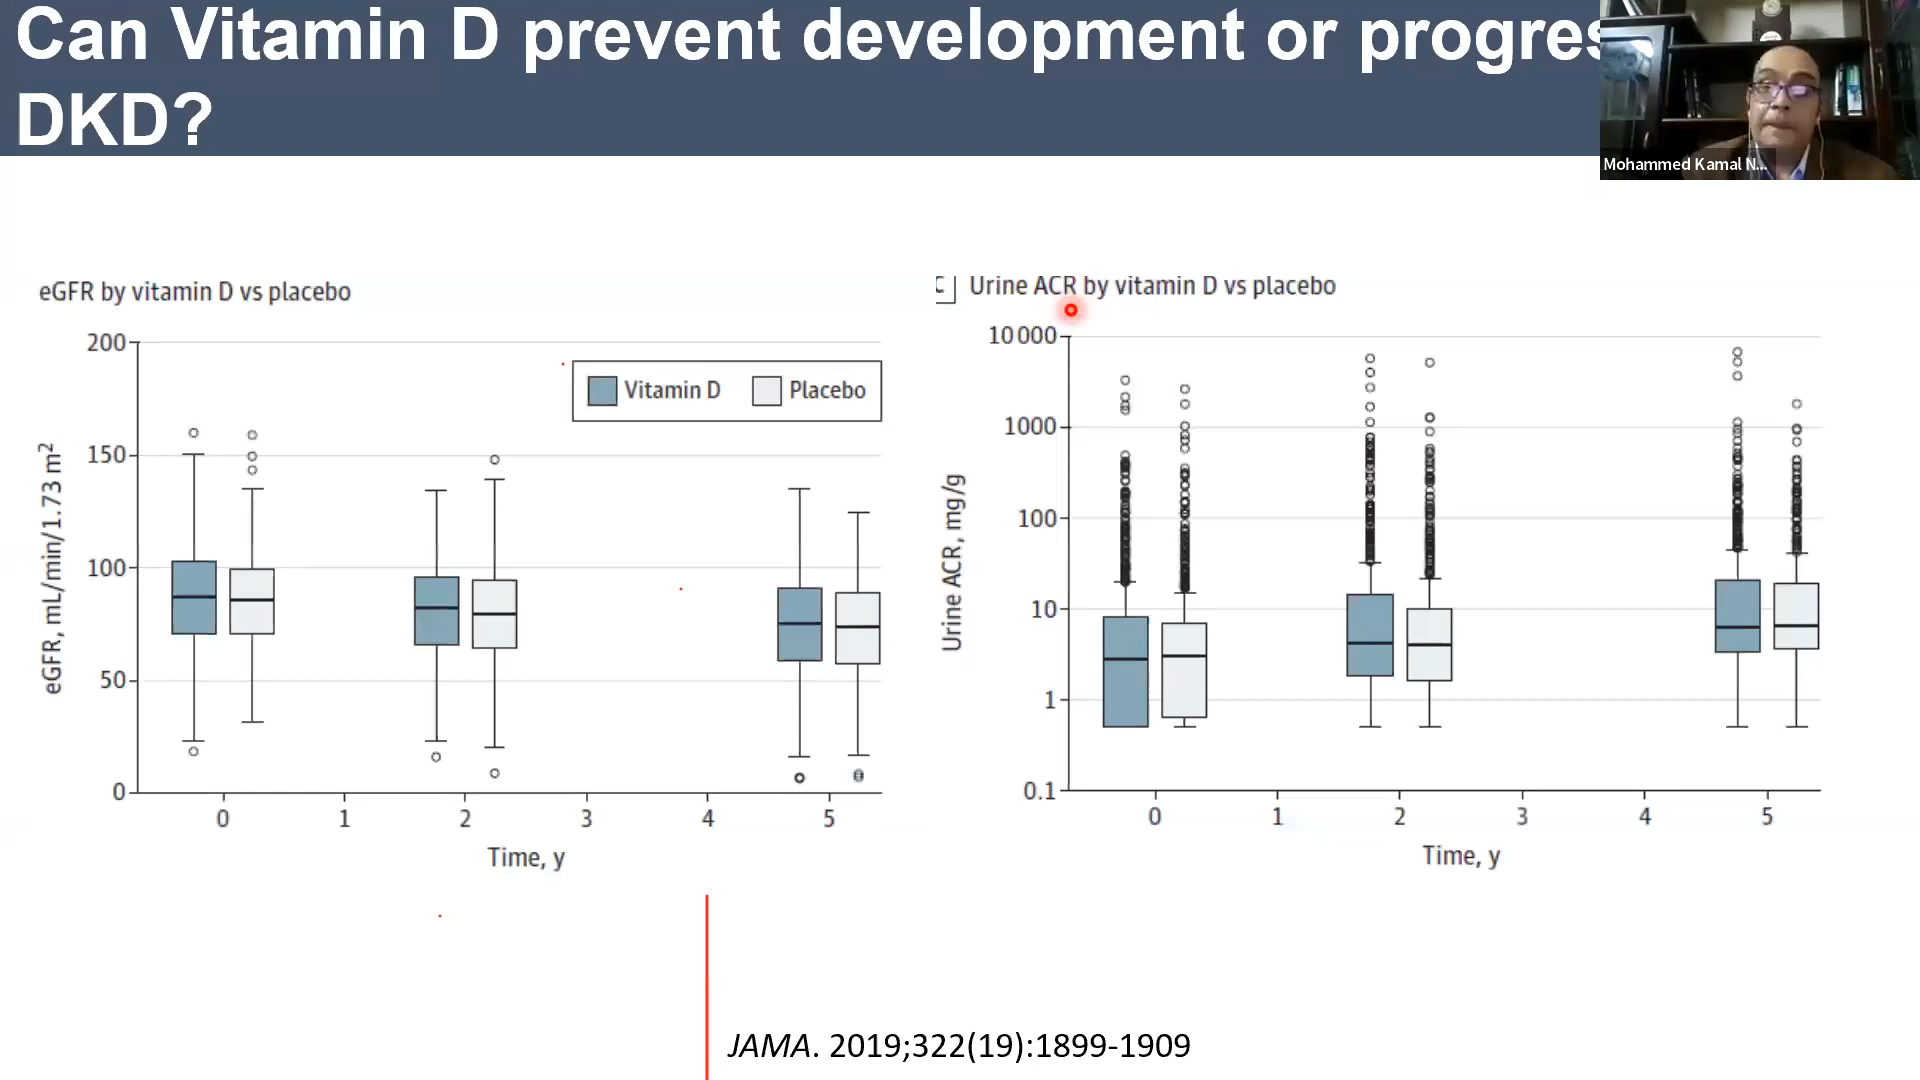 Can Vitamin D prevent development or progres
DKD?
Mohammed Kamal N...
eGFR by vitamin D vs placebo
200
150
100
50
0
eGFR, mL/min/1.73 m²
Vitamin D
Placebo
0 1 2 3 4 5
Time, y
C Urine ACR by vitamin D vs placebo
10 000
1000
100
10
1
0.1
Urine ACR, mg/g
0 1 2 3 4 5
Time, y
JAMA. 2019;322(19):1899-1909